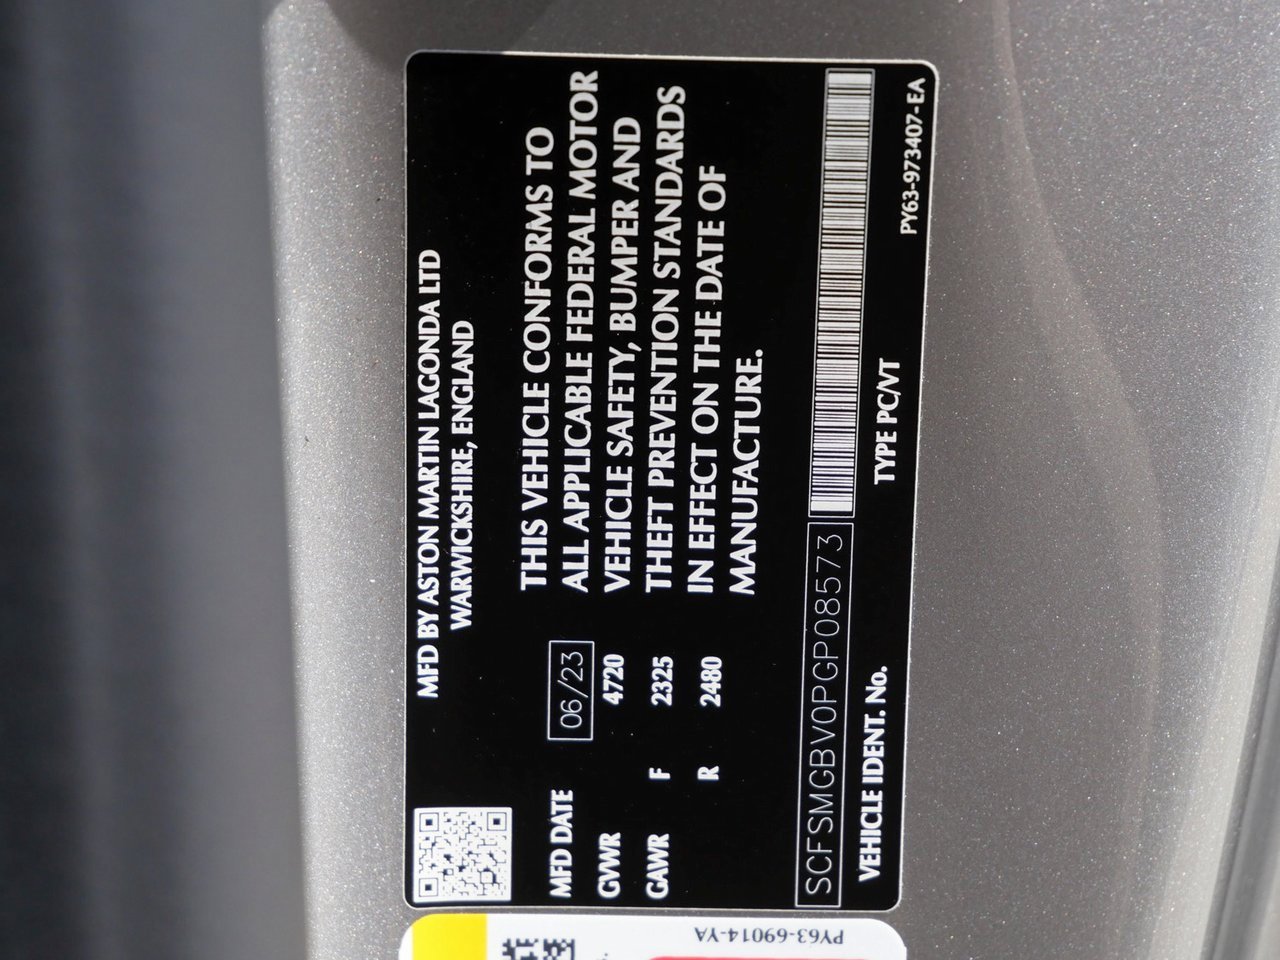 MFD BY ASTON MARTIN LAGONDA LTD
WARWICKSHIRE, ENGLAND
MFD DATE 06/23
GVWR 4720
GAWR F 2325
R 2480
THIS VEHICLE CONFORMS TO
ALL APPLICABLE FEDERAL MOTOR
VEHICLE SAFETY, BUMPER AND
THEFT PREVENTION STANDARDS
IN EFFECT ON THE DATE OF
MANUFACTURE.
SCFSMGBV0PGP08573
VEHICLE IDENT. No.
TYPE PC/VT
PY63-973407-EA
PY63-69014-YA